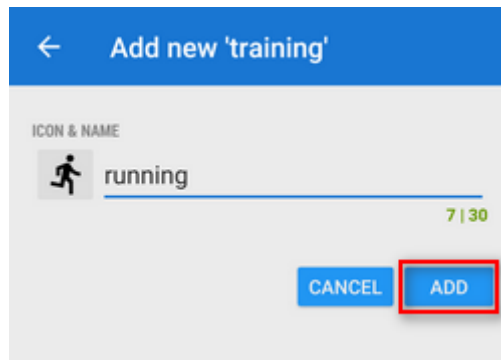 Add new 'training'
ICON & NAME
running
7 | 30
CANCEL ADD